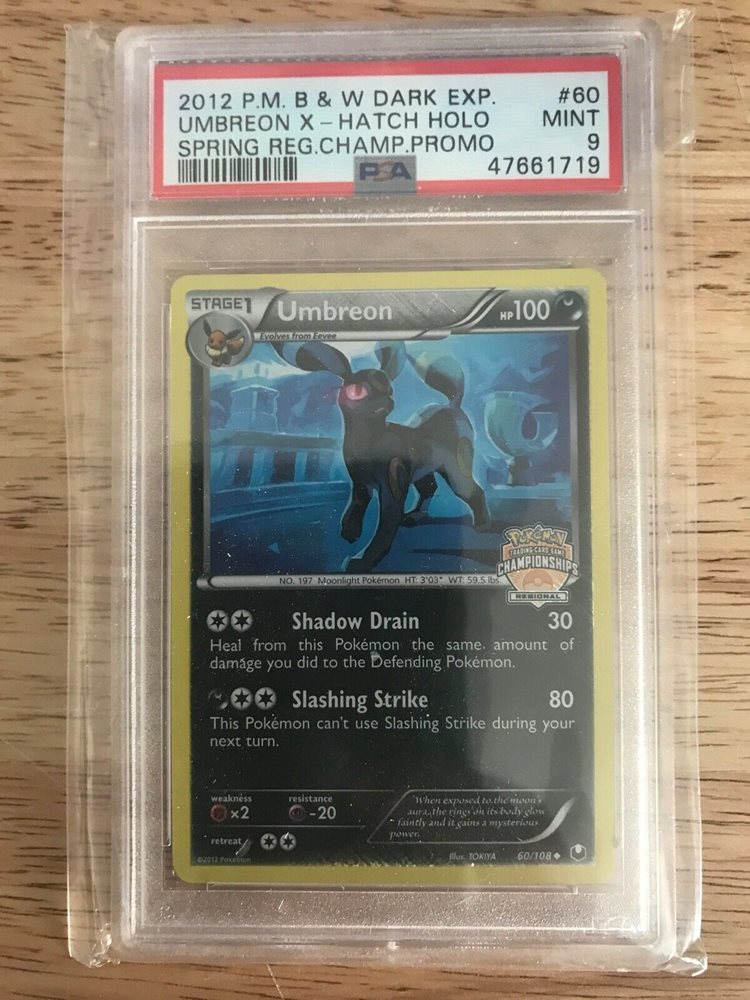 2012 P.M. B & W DARK EXP. #60
UMBREON X-HATCH HOLO MINT
SPRING REG.CHAMP.PROMO 9
PSA 47661719
STAGE1 Umbreon HP100
Evolves from Eevee
POKÉMON
TRADING CARD GAME
CHAMPIONSHIPS
REGIONAL
NO. 197 Moonlight Pokémon HT: 3'03" WT: 59.5 lbs.
Shadow Drain 30
Heal from this Pokémon the same amount of
damage you did to the Defending Pokémon.
Slashing Strike 80
This Pokémon can't use Slashing Strike during your
next turn.
weakness resistance
×2 -20
retreat
When exposed to the moon's
aura, the rings on its body glow
faintly and it gains a mysterious
power.
©2012 Pokémon
Illus. TOKIYA 60/108